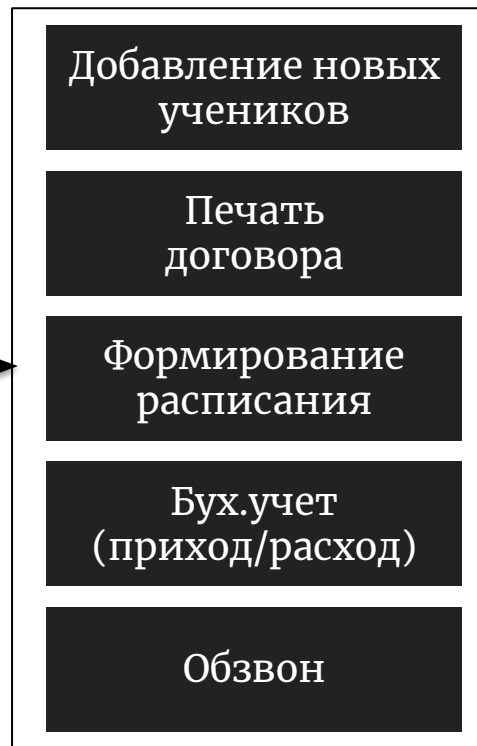 Добавление новых
учеников
Печать
договора
Формирование
расписания
Бух.учет
(приход/расход)
Обзвон